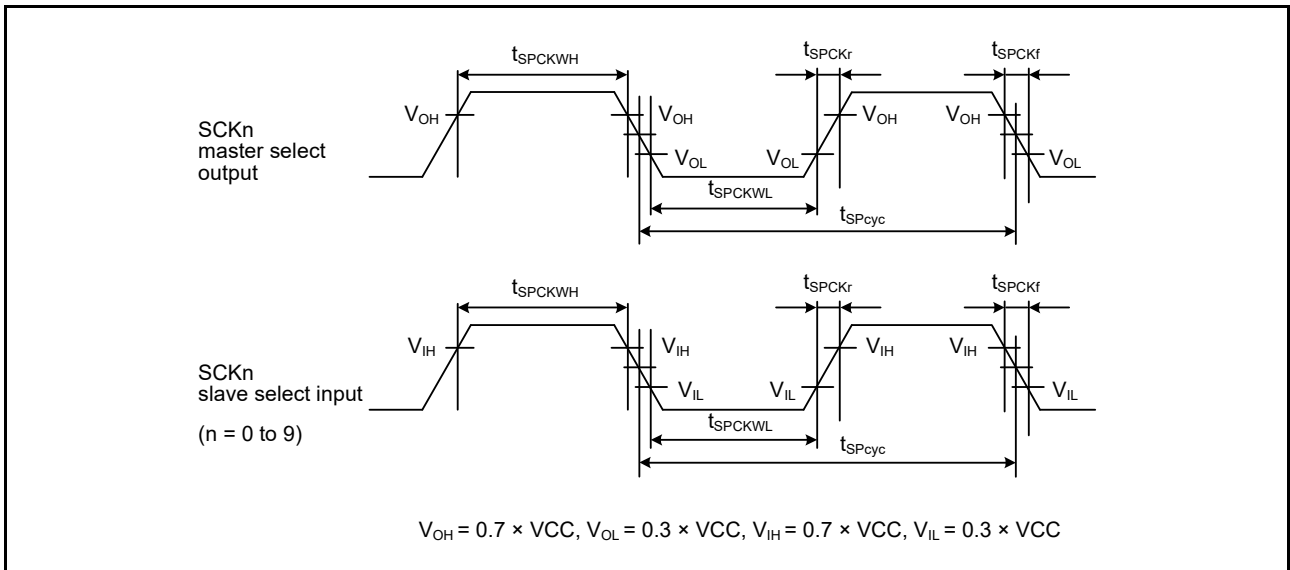 tSPCKWH
tSPCKr
tSPCKf
VOH
VOH
VOH
VOH
SCKn
master select
output
VOL
VOL
VOL
tSPCKWL
tSPcyc
tSPCKWH
tSPCKr
tSPCKf
VIH
VIH
VIH
VIH
SCKn
slave select input
(n = 0 to 9)
VIL
VIL
VIL
tSPCKWL
tSPcyc
VOH = 0.7 × VCC, VOL = 0.3 × VCC, VIH = 0.7 × VCC, VIL = 0.3 × VCC